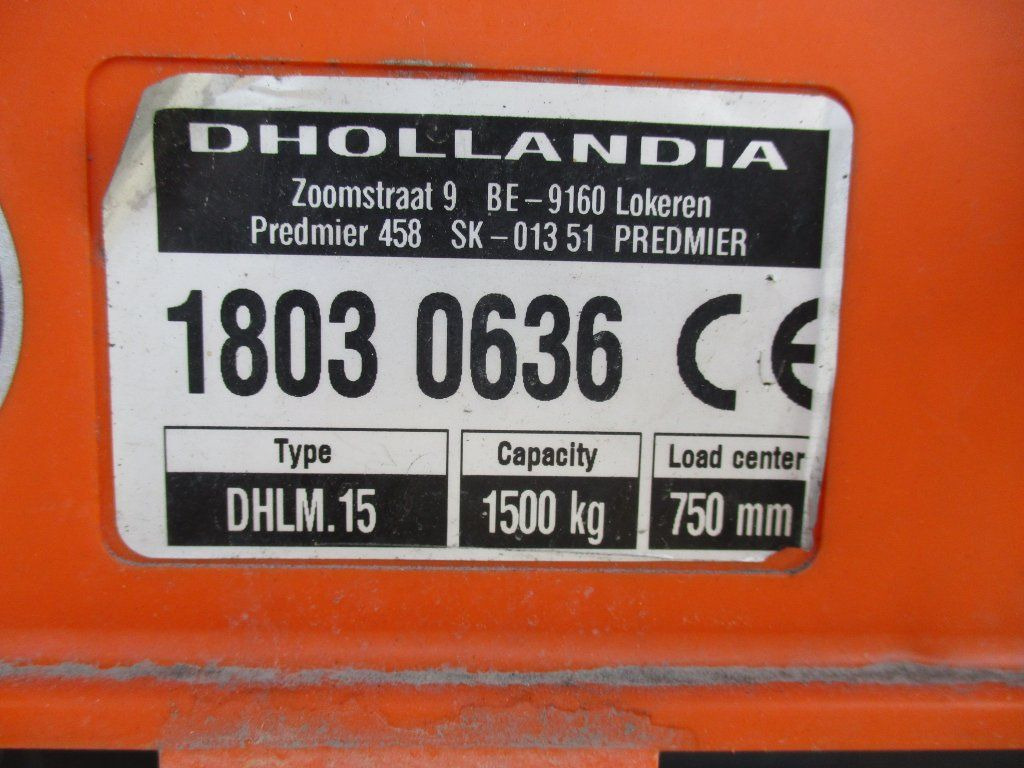 DHOLLANDIA
Zoomstraat 9 BE-9160 Lokeren
Predmier 458 SK-013 51 PREDMIER
1803 0636 CE
Type Capacity Load center
DHLM.15 1500 kg 750 mm